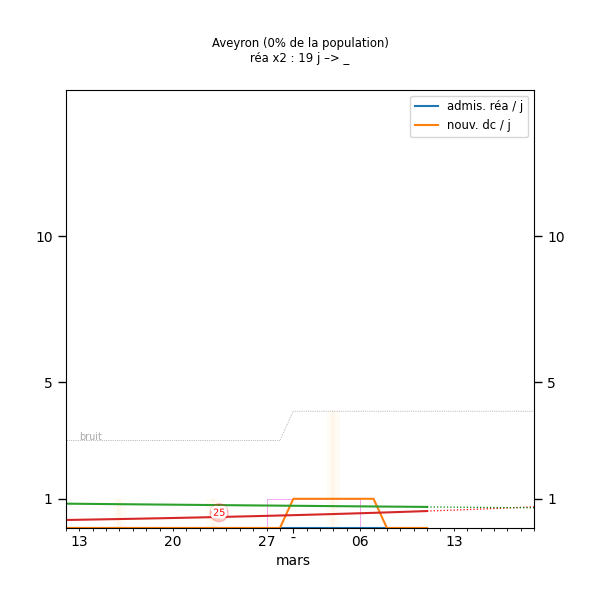 Aveyron (0% de la population)
réa x2 : 19 j –> _
admis. réa / j
nouv. dc / j
10
10
5
5
bruit
1
1
25
13
20
27
-
06
13
mars